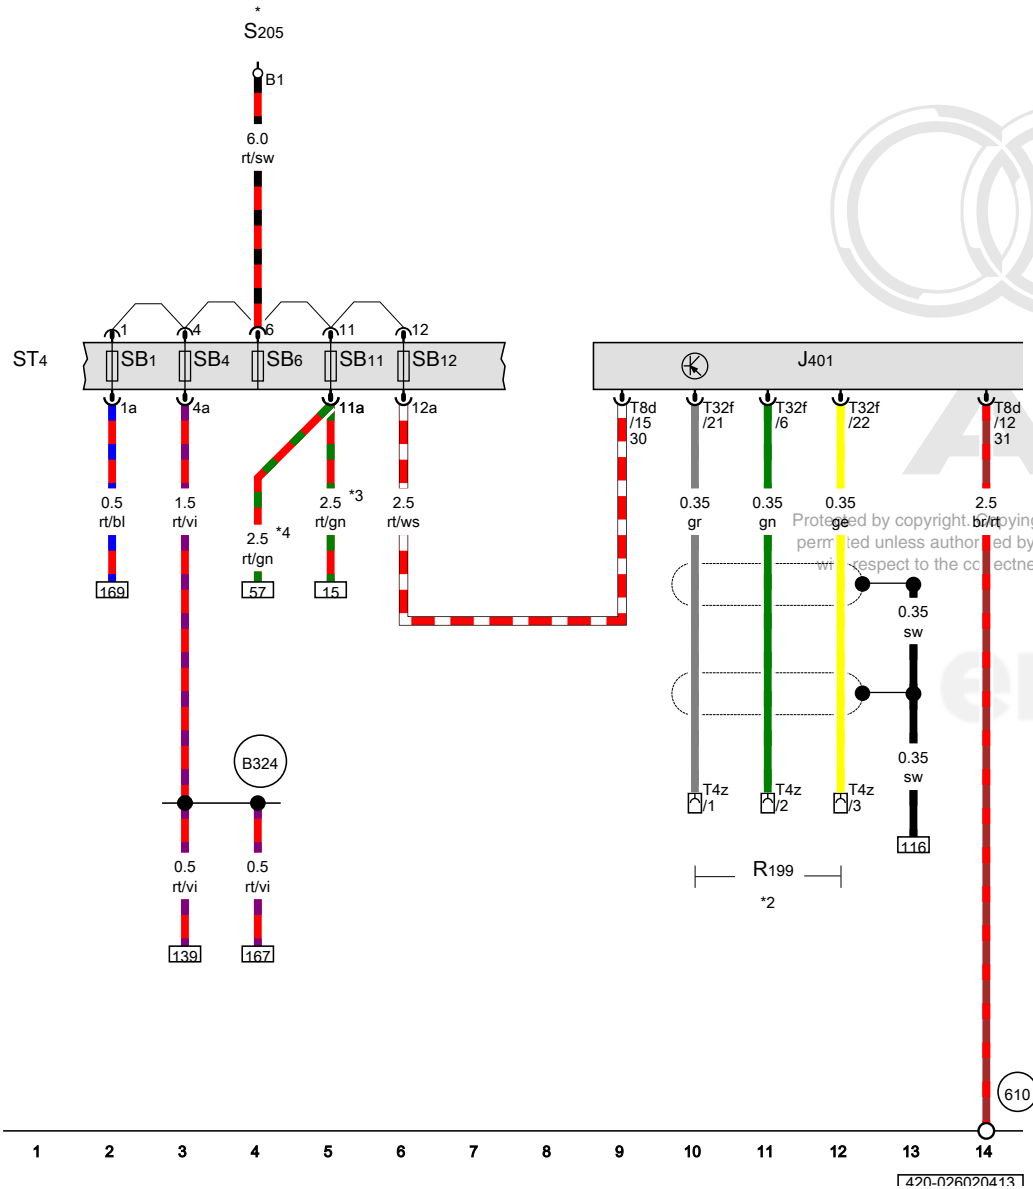 *
S205
B1
6.0
rt/sw
1 4 6 11 12
ST4 SB1 SB4 SB6 SB11 SB12 J401
1a 4a 11a 12a
T8d /15 30
T32f /21
T32f /6
T32f /22
T8d /12 31
0.5 rt/bl
1.5 rt/vi
2.5 rt/gn *4
2.5 rt/gn *3
2.5 rt/ws
0.35 gr
0.35 gn
0.35 ge
2.5 br/rt
Protected by copyright. Copying
permitted unless authorised by
with respect to the correctne
169 57 15
0.35
sw
B324
0.35
sw
T4z /1
T4z /2
T4z /3
116
0.5 rt/vi
0.5 rt/vi
R199
*2
139 167
610
1 2 3 4 5 6 7 8 9 10 11 12 13 14
420-026020413